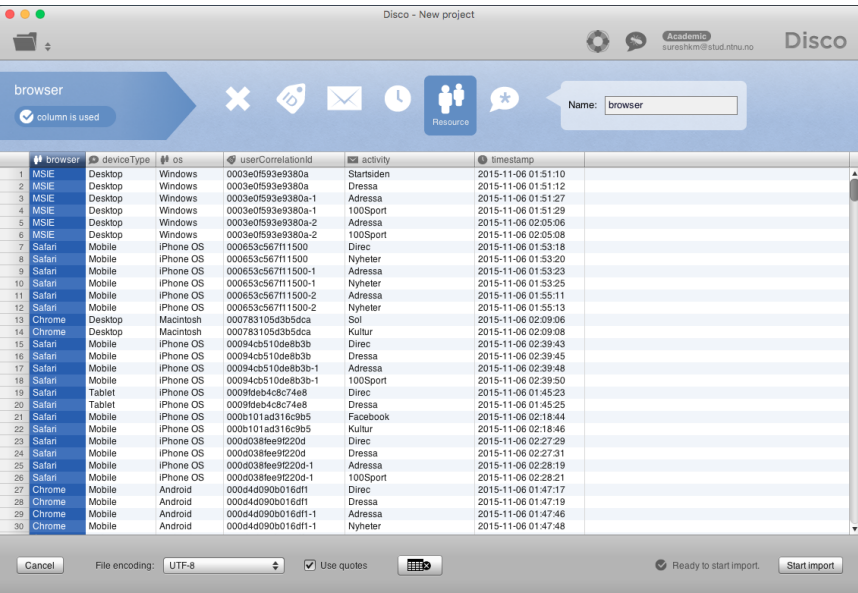 Disco - New project
Academic
sureshkm@stud.ntnu.no
Disco
browser
column is used
ID
Resource
Name: browser
browser deviceType os userCorrelationId activity timestamp
1 MSIE Desktop Windows 0003e0f593e9380a Startsiden 2015-11-06 01:51:10
2 MSIE Desktop Windows 0003e0f593e9380a Dressa 2015-11-06 01:51:12
3 MSIE Desktop Windows 0003e0f593e9380a-1 Adressa 2015-11-06 01:51:27
4 MSIE Desktop Windows 0003e0f593e9380a-1 100Sport 2015-11-06 01:51:29
5 MSIE Desktop Windows 0003e0f593e9380a-2 Adressa 2015-11-06 02:05:06
6 MSIE Desktop Windows 0003e0f593e9380a-2 100Sport 2015-11-06 02:05:08
7 Safari Mobile iPhone OS 000653c567f11500 Direc 2015-11-06 01:53:18
8 Safari Mobile iPhone OS 000653c567f11500 Nyheter 2015-11-06 01:53:20
9 Safari Mobile iPhone OS 000653c567f11500-1 Adressa 2015-11-06 01:53:23
10 Safari Mobile iPhone OS 000653c567f11500-1 Nyheter 2015-11-06 01:53:25
11 Safari Mobile iPhone OS 000653c567f11500-2 Adressa 2015-11-06 01:55:11
12 Safari Mobile iPhone OS 000653c567f11500-2 Nyheter 2015-11-06 01:55:13
13 Chrome Desktop Macintosh 000783105d3b5dca Sol 2015-11-06 02:09:06
14 Chrome Desktop Macintosh 000783105d3b5dca Kultur 2015-11-06 02:09:08
15 Safari Mobile iPhone OS 00094cb510de8b3b Direc 2015-11-06 02:39:43
16 Safari Mobile iPhone OS 00094cb510de8b3b Dressa 2015-11-06 02:39:45
17 Safari Mobile iPhone OS 00094cb510de8b3b-1 Adressa 2015-11-06 02:39:48
18 Safari Mobile iPhone OS 00094cb510de8b3b-1 100Sport 2015-11-06 02:39:50
19 Safari Tablet iPhone OS 0009fdeb4c8c74e8 Direc 2015-11-06 01:45:23
20 Safari Tablet iPhone OS 0009fdeb4c8c74e8 Dressa 2015-11-06 01:45:25
21 Safari Mobile iPhone OS 000b101ad316c9b5 Facebook 2015-11-06 02:18:44
22 Safari Mobile iPhone OS 000b101ad316c9b5 Kultur 2015-11-06 02:18:46
23 Safari Mobile iPhone OS 000d038fee9f220d Direc 2015-11-06 02:27:29
24 Safari Mobile iPhone OS 000d038fee9f220d Dressa 2015-11-06 02:27:31
25 Safari Mobile iPhone OS 000d038fee9f220d-1 Adressa 2015-11-06 02:28:19
26 Safari Mobile iPhone OS 000d038fee9f220d-1 100Sport 2015-11-06 02:28:21
27 Chrome Mobile Android 000d4d090b016df1 Direc 2015-11-06 01:47:17
28 Chrome Mobile Android 000d4d090b016df1 Dressa 2015-11-06 01:47:19
29 Chrome Mobile Android 000d4d090b016df1-1 Adressa 2015-11-06 01:47:46
30 Chrome Mobile Android 000d4d090b016df1-1 Nyheter 2015-11-06 01:47:48
Cancel File encoding: UTF-8 Use quotes Ready to start import. Start import